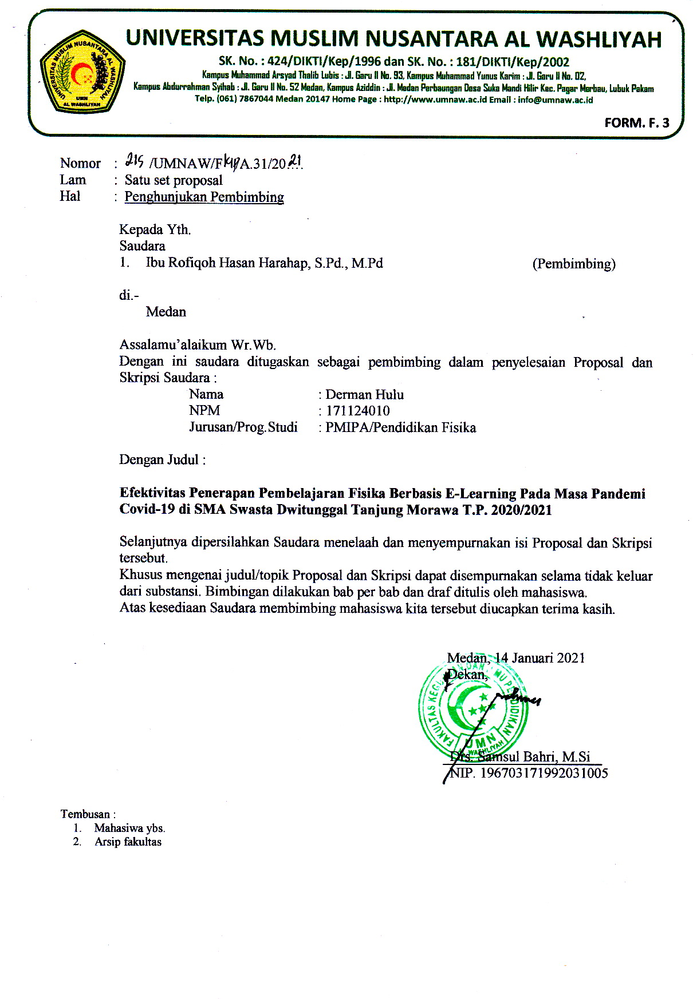 UNIVERSITAS MUSLIM NUSANTARA AL WASHLIYAH
UMN
AL WASHLIYAH
UNIVERSITAS MUSLIM NUSANTARA AL WASHLIYAH
SK. No. : 424/DIKTI/Kep/1996 dan SK. No. : 181/DIKTI/Kep/2002
Kampus Muhammad Arsyad Thalib Lubis : Jl. Garu II No. 93, Kampus Muhammad Yunus Karim : Jl. Garu II No. 02,
Kampus Abdurrahman Syihab : Jl. Garu II No. 52 Medan, Kampus Aziddin : Jl. Medan Perbaungan Desa Suka Mandi Hilir Kec. Pagar Merbau, Lubuk Pakam
Telp. (061) 7867044 Medan 20147 Home Page : http://www.umnaw.ac.id Email : info@umnaw.ac.id
FORM. F. 3
Nomor : 215 /UMNAW/FKIP/A.31/2021.
Lam : Satu set proposal
Hal : Penghunjukan Pembimbing
Kepada Yth.
Saudara
1. Ibu Rofiqoh Hasan Harahap, S.Pd., M.Pd (Pembimbing)
di.-
Medan
Assalamu’alaikum Wr.Wb.
Dengan ini saudara ditugaskan sebagai pembimbing dalam penyelesaian Proposal dan
Skripsi Saudara :
Nama : Derman Hulu
NPM : 171124010
Jurusan/Prog.Studi : PMIPA/Pendidikan Fisika
Dengan Judul :
Efektivitas Penerapan Pembelajaran Fisika Berbasis E-Learning Pada Masa Pandemi
Covid-19 di SMA Swasta Dwitunggal Tanjung Morawa T.P. 2020/2021
Selanjutnya dipersilahkan Saudara menelaah dan menyempurnakan isi Proposal dan Skripsi
tersebut.
Khusus mengenai judul/topik Proposal dan Skripsi dapat disempurnakan selama tidak keluar
dari substansi. Bimbingan dilakukan bab per bab dan draf ditulis oleh mahasiswa.
Atas kesediaan Saudara membimbing mahasiswa kita tersebut diucapkan terima kasih.
Medan, 14 Januari 2021
Dekan,
FAKULTAS PENDIDIKAN
UMN
WASHLIYAH
Drs. Samsul Bahri, M.Si
NIP. 196703171992031005
Tembusan :
1. Mahasiwa ybs.
2. Arsip fakultas